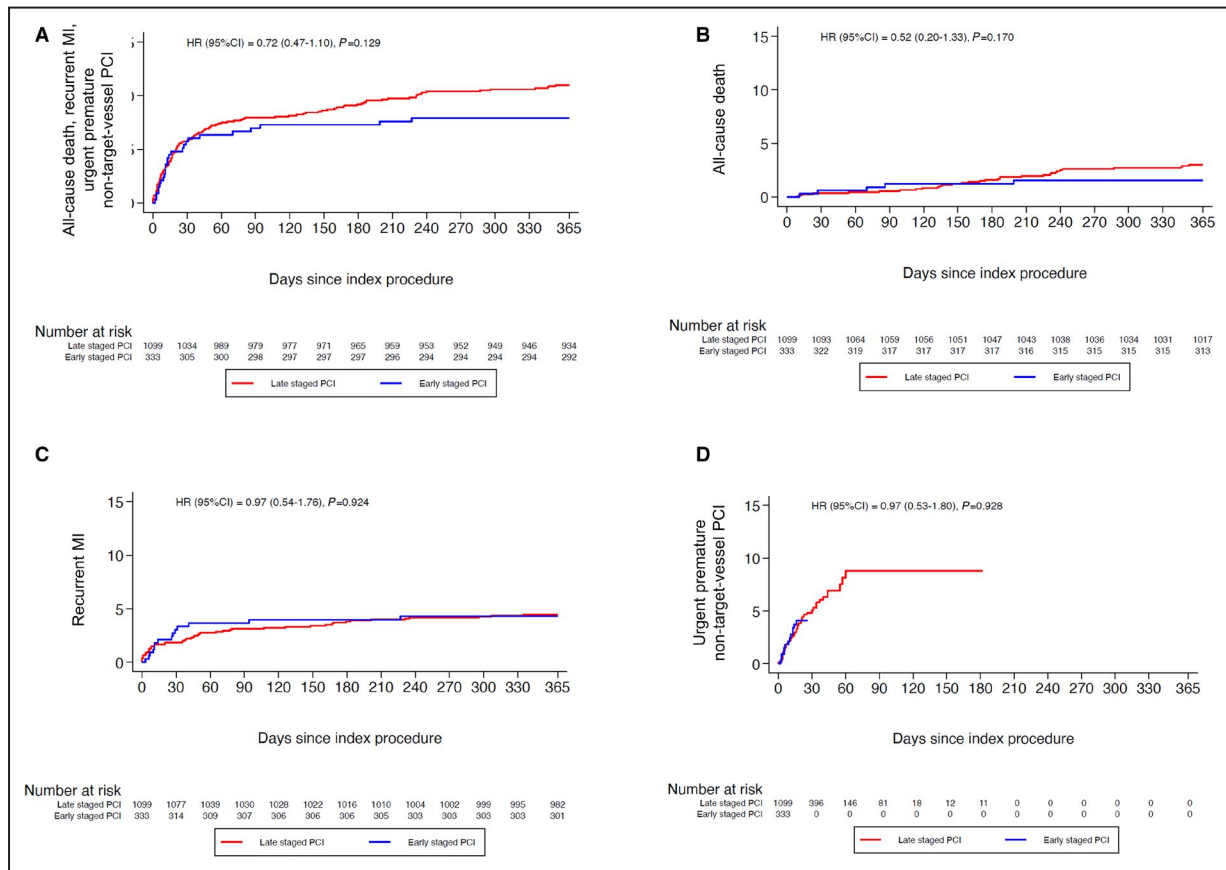 A
HR (95%CI) = 0.72 (0.47-1.10), P=0.129
All-cause death, recurrent MI,
urgent premature
non-target-vessel PCI
5
0
5
0
0 30 60 90 120 150 180 210 240 270 300 330 365
Days since index procedure
Number at risk
Late staged PCI 1099 1034 989 979 977 971 965 959 953 952 949 946 934
Early staged PCI 333 305 300 298 297 297 297 296 294 294 294 294 292
Late staged PCI Early staged PCI
B
HR (95%CI) = 0.52 (0.20-1.33), P=0.170
All-cause death
15
10
5
0
0 30 60 90 120 150 180 210 240 270 300 330 365
Days since index procedure
Number at risk
Late staged PCI 1099 1093 1064 1059 1056 1051 1047 1043 1038 1036 1034 1031 1017
Early staged PCI 333 322 319 317 317 317 317 316 315 315 315 315 313
Late staged PCI Early staged PCI
C
HR (95%CI) = 0.97 (0.54-1.76), P=0.924
Recurrent MI
15
10
5
0
0 30 60 90 120 150 180 210 240 270 300 330 365
Days since index procedure
Number at risk
Late staged PCI 1099 1077 1039 1030 1028 1022 1016 1010 1004 1002 999 995 982
Early staged PCI 333 314 309 307 306 306 306 305 303 303 303 303 301
Late staged PCI Early staged PCI
D
HR (95%CI) = 0.97 (0.53-1.80), P=0.928
Urgent premature
non-target-vessel PCI
15
10
5
0
0 30 60 90 120 150 180 210 240 270 300 330 365
Days since index procedure
Number at risk
Late staged PCI 1099 396 146 81 18 12 11 0 0 0 0 0 0
Early staged PCI 333 0 0 0 0 0 0 0 0 0 0 0 0
Late staged PCI Early staged PCI